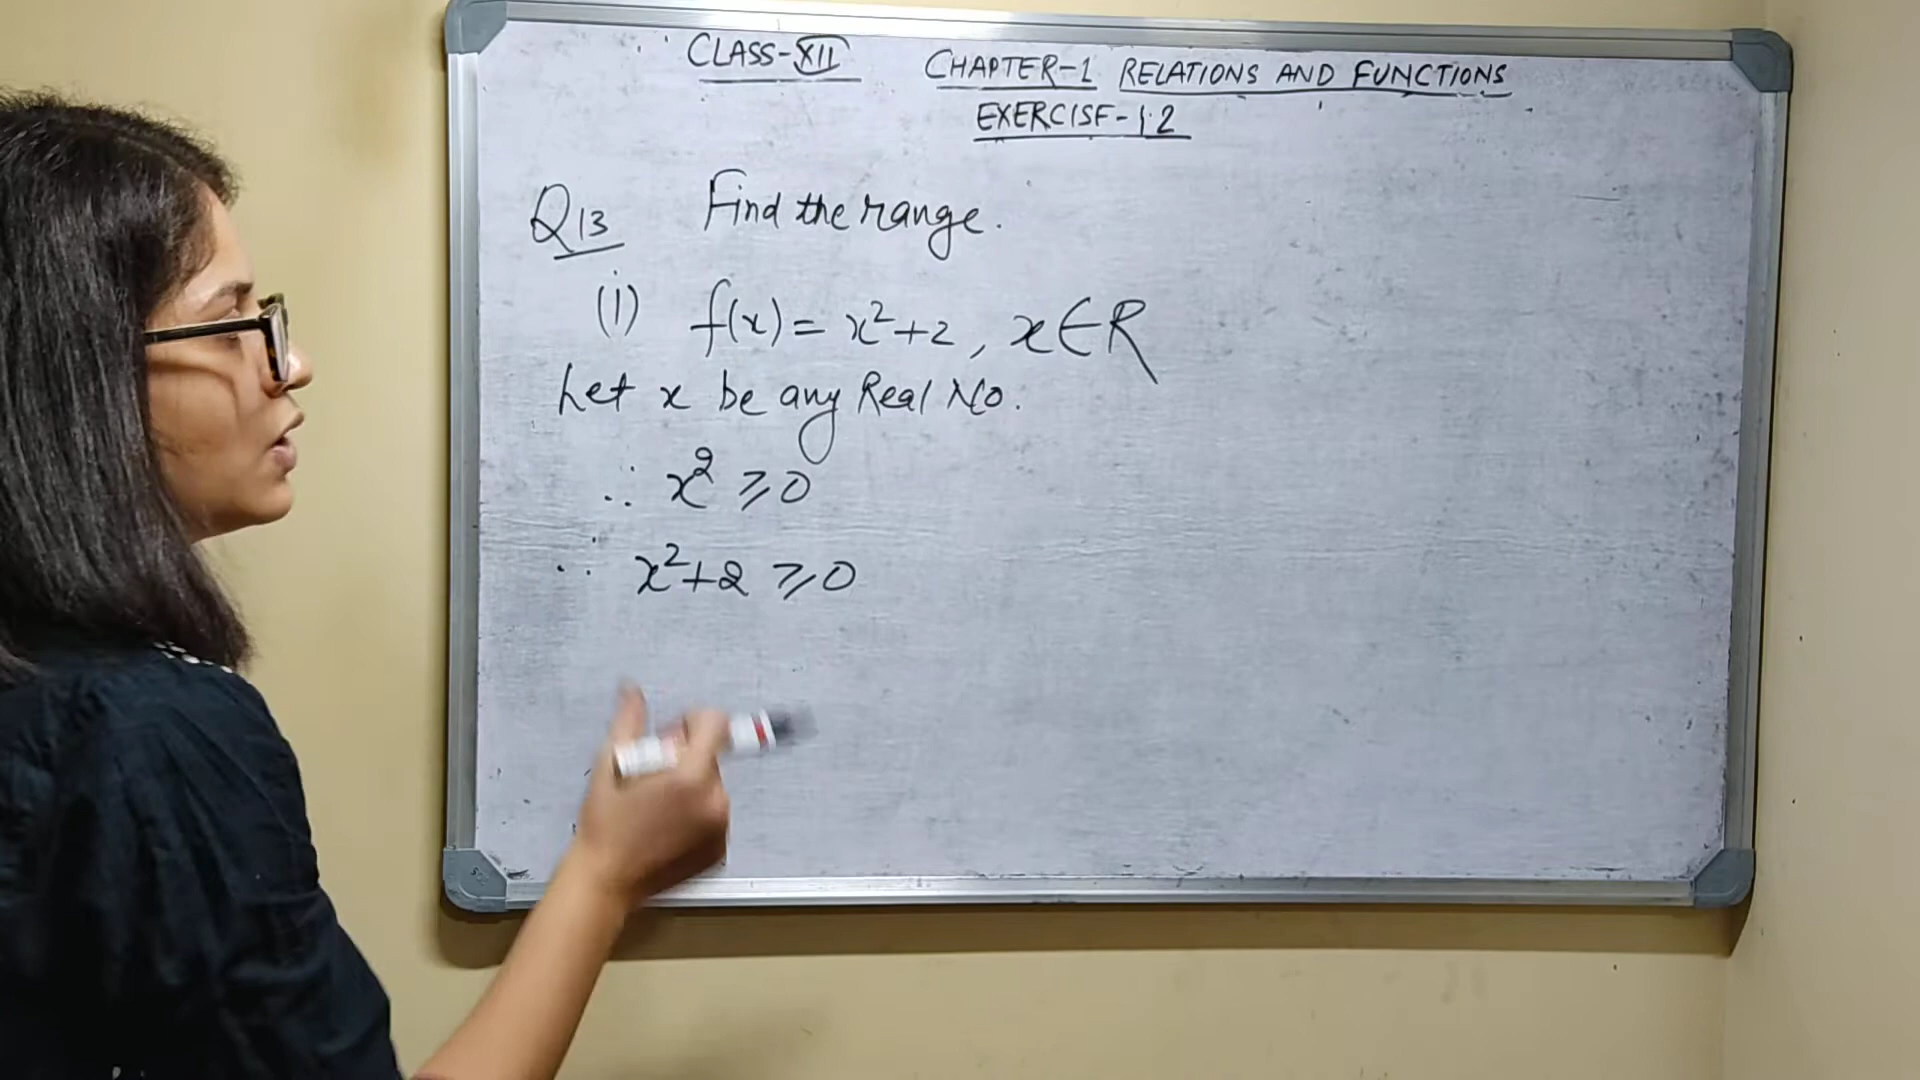 CLASS-XII
CHAPTER-1 RELATIONS AND FUNCTIONS
EXERCISE-1.2
Q13 Find the range.
(i) f(x) = x²+2, x∈R
Let x be any Real No.
∴ x² ⩾0
∴ x²+2 ⩾0